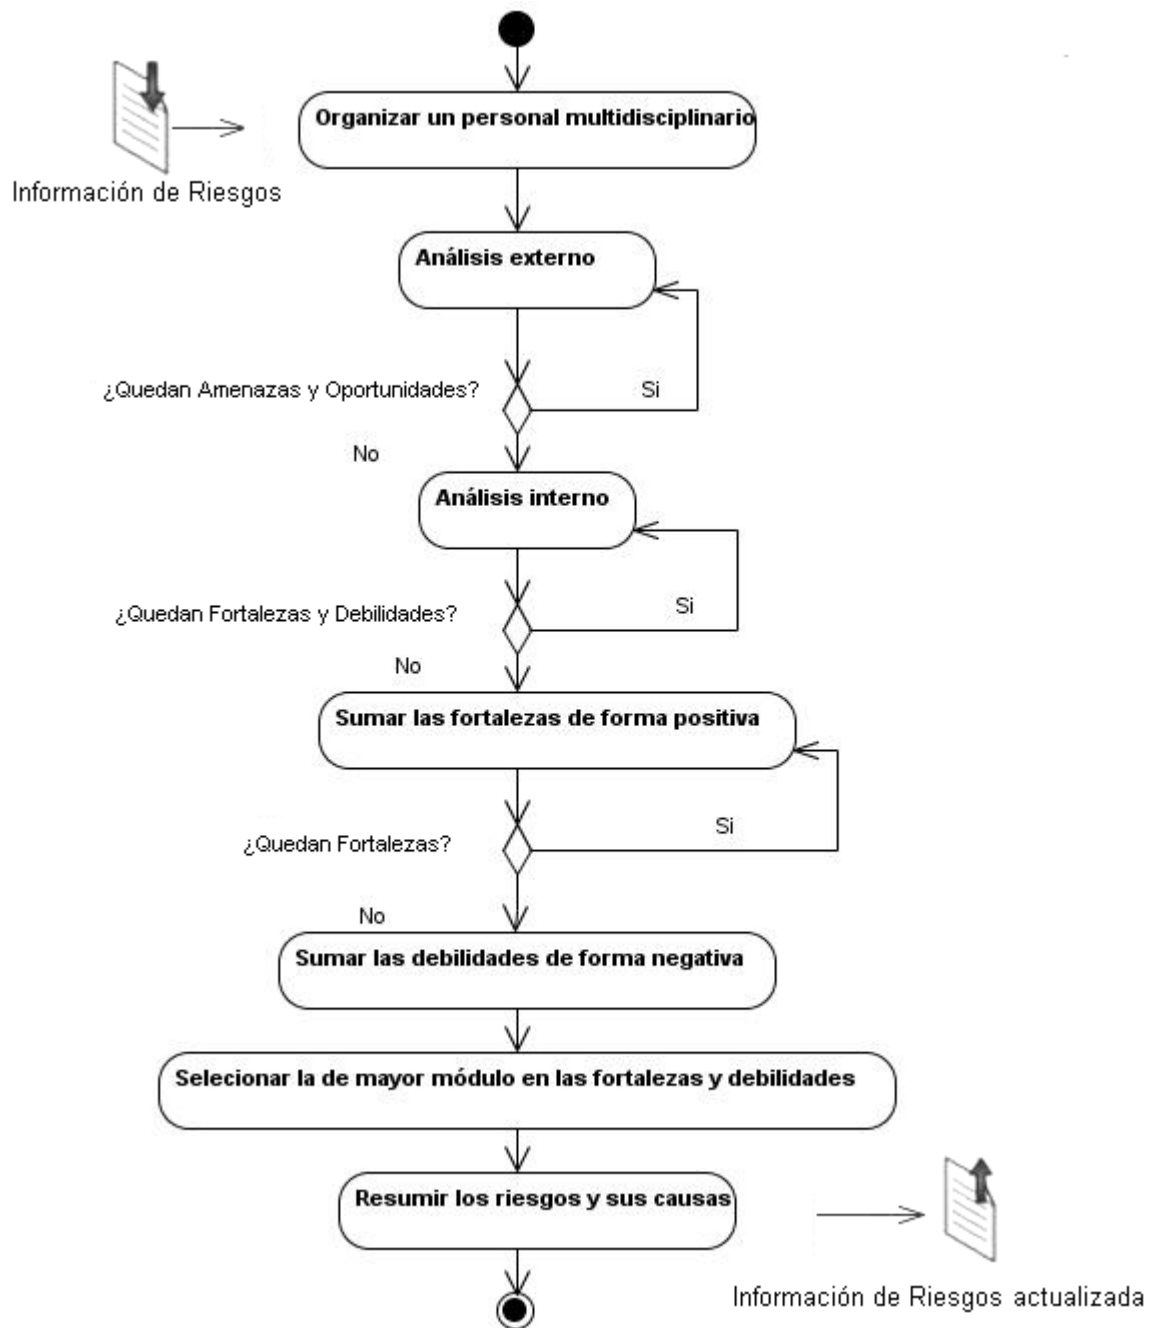 Organizar un personal multidisciplinario
Información de Riesgos
Análisis externo
¿Quedan Amenazas y Oportunidades?
Si
No
Análisis interno
¿Quedan Fortalezas y Debilidades?
Si
No
Sumar las fortalezas de forma positiva
¿Quedan Fortalezas?
Si
No
Sumar las debilidades de forma negativa
Selecionar la de mayor módulo en las fortalezas y debilidades
Resumir los riesgos y sus causas
Información de Riesgos actualizada